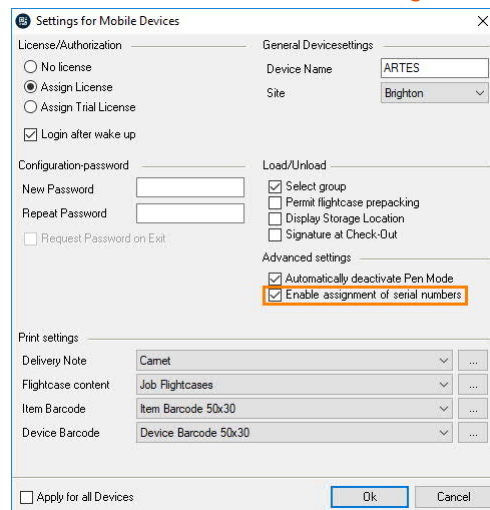 Settings for Mobile Devices
License/Authorization
No license
Assign License
Assign Trial License
Login after wake up
General Devicesettings
Device Name ARTES
Site Brighton
Configuration-password
New Password
Repeat Password
Request Password on Exit
Load/Unload
Select group
Permit flightcase prepacking
Display Storage Location
Signature at Check-Out
Advanced settings
Automatically deactivate Pen Mode
Enable assignment of serial numbers
Print settings
Delivery Note Carnet ...
Flightcase content Job Flightcases ...
Item Barcode Item Barcode 50x30 ...
Device Barcode Device Barcode 50x30 ...
Apply for all Devices
Ok Cancel